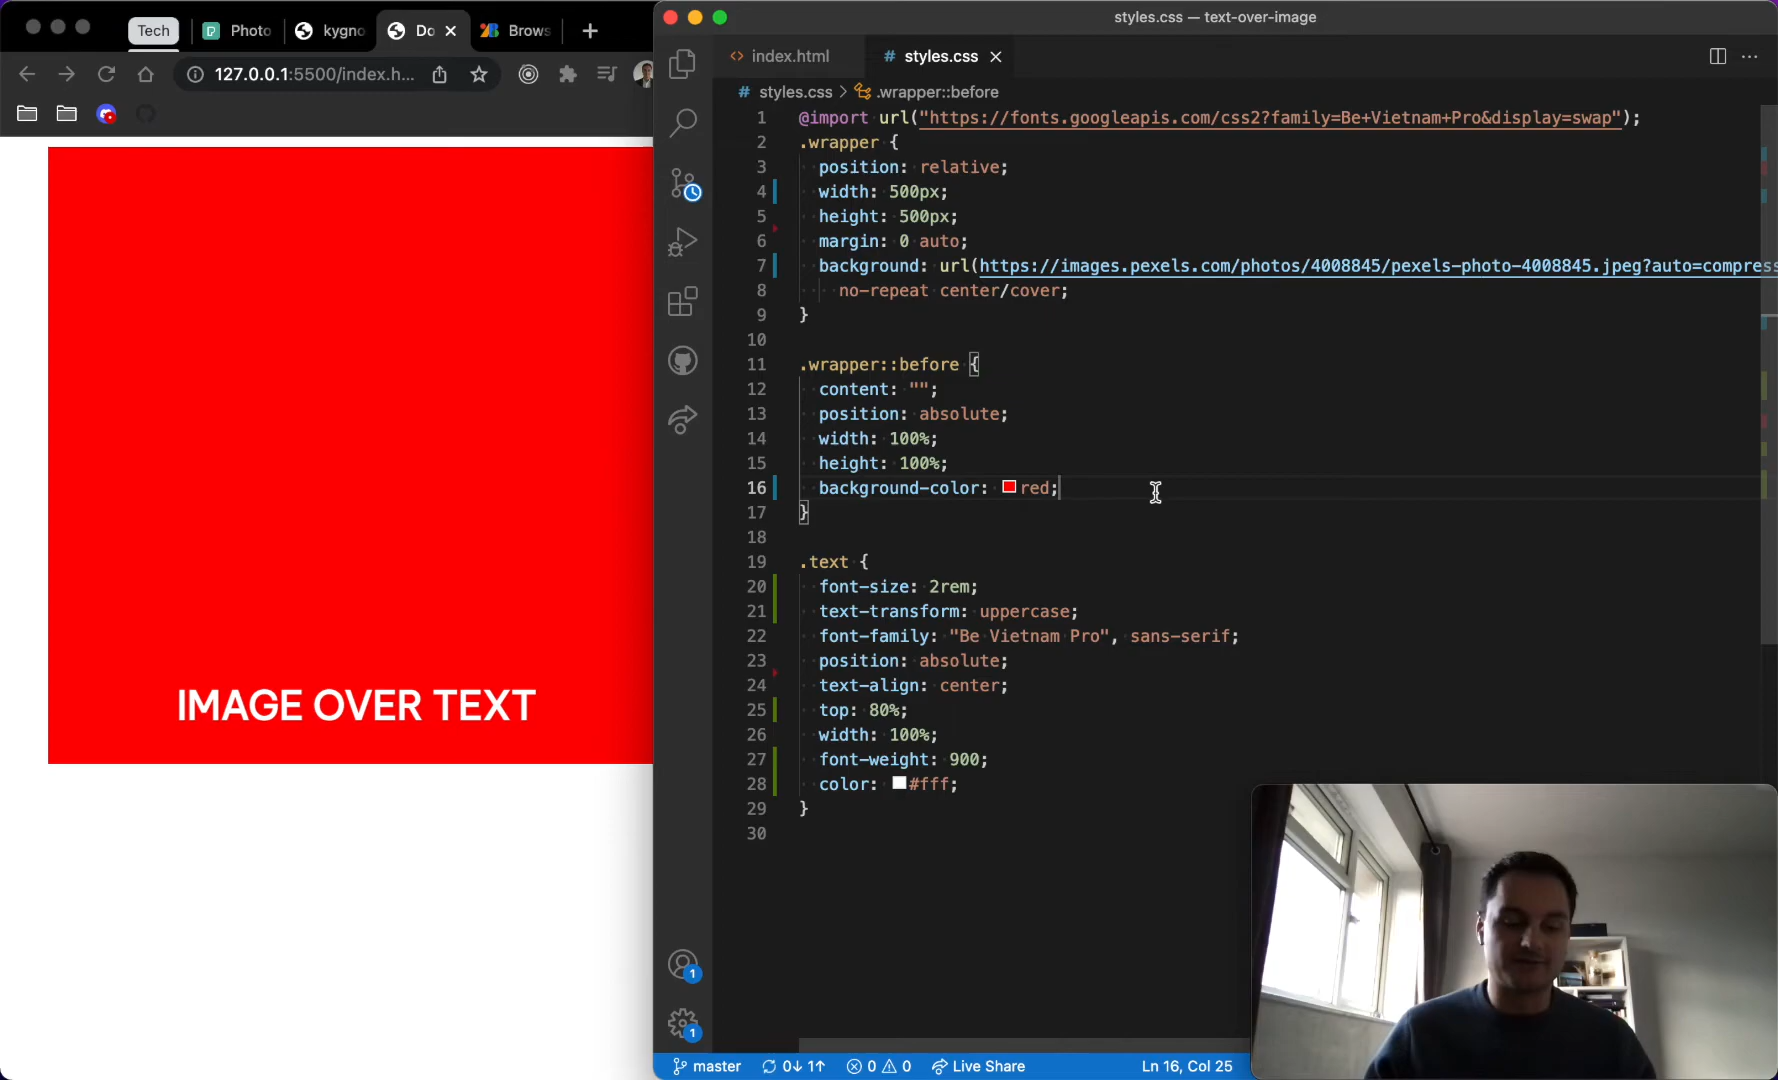 Tech
Photo
kygno
Do
Brows
127.0.0.1:5500/index.h...
IMAGE OVER TEXT
styles.css — text-over-image
index.html
# styles.css
# styles.css > .wrapper::before
1 @import url("https://fonts.googleapis.com/css2?family=Be+Vietnam+Pro&display=swap");
2 .wrapper {
3 position: relative;
4 width: 500px;
5 height: 500px;
6 margin: 0 auto;
7 background: url(https://images.pexels.com/photos/4008845/pexels-photo-4008845.jpeg?auto=compress
8 no-repeat center/cover;
9 }
10
11 .wrapper::before {
12 content: "";
13 position: absolute;
14 width: 100%;
15 height: 100%;
16 background-color: red;
17 }
18
19 .text {
20 font-size: 2rem;
21 text-transform: uppercase;
22 font-family: "Be Vietnam Pro", sans-serif;
23 position: absolute;
24 text-align: center;
25 top: 80%;
26 width: 100%;
27 font-weight: 900;
28 color: #fff;
29 }
30
1
1
master 0↓ 1↑ 0 0 Live Share Ln 16, Col 25